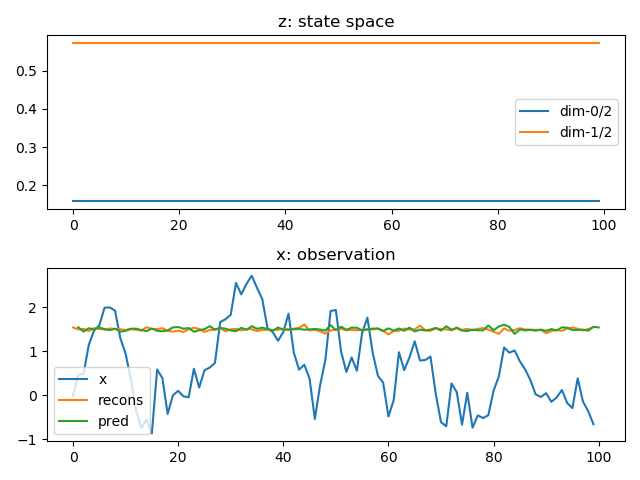 z: state space
0.5
0.4
0.3
0.2
dim-0/2
dim-1/2
0 20 40 60 80 100
x: observation
2
1
0
−1
x
recons
pred
0 20 40 60 80 100